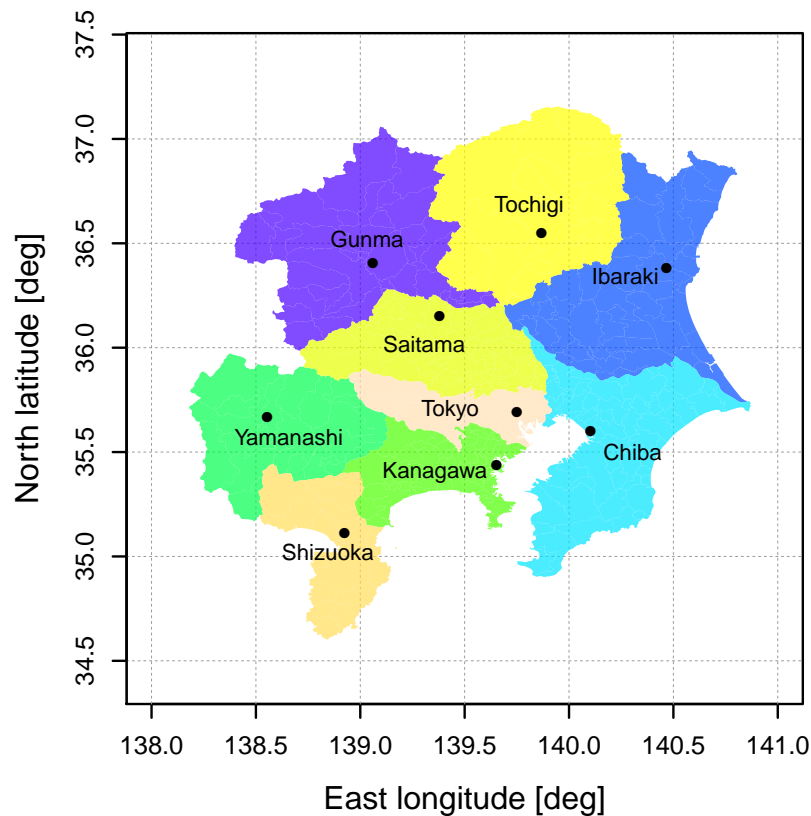 37.5
37.0
36.5
36.0
35.5
35.0
34.5
North latitude [deg]
Tochigi
Gunma
Ibaraki
Saitama
Tokyo
Yamanashi
Chiba
Kanagawa
Shizuoka
138.0 138.5 139.0 139.5 140.0 140.5 141.0
East longitude [deg]